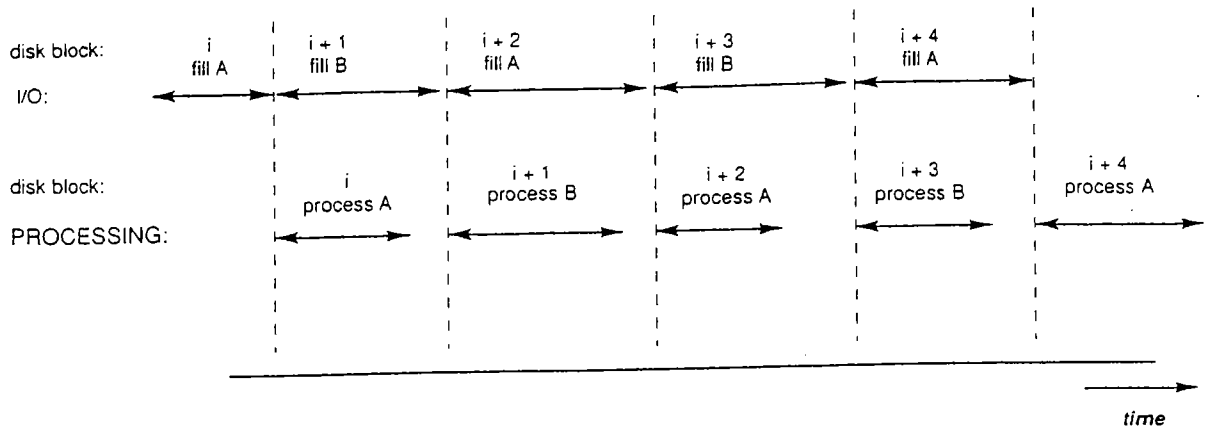 disk block:
i
fill A
i + 1
fill B
i + 2
fill A
i + 3
fill B
i + 4
fill A
I/O:
disk block:
i
process A
i + 1
process B
i + 2
process A
i + 3
process B
i + 4
process A
PROCESSING:
time